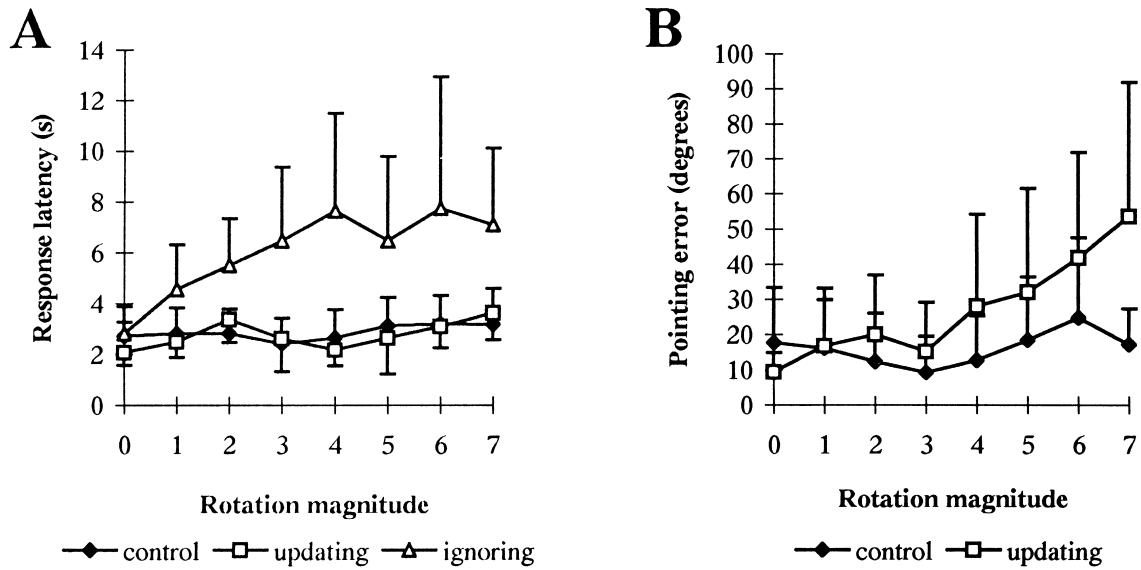 A
B
Response latency (s)
14
12
10
8
6
4
2
0
0 1 2 3 4 5 6 7
Rotation magnitude
control updating ignoring
Pointing error (degrees)
100
90
80
70
60
50
40
30
20
10
0
0 1 2 3 4 5 6 7
Rotation magnitude
control updating